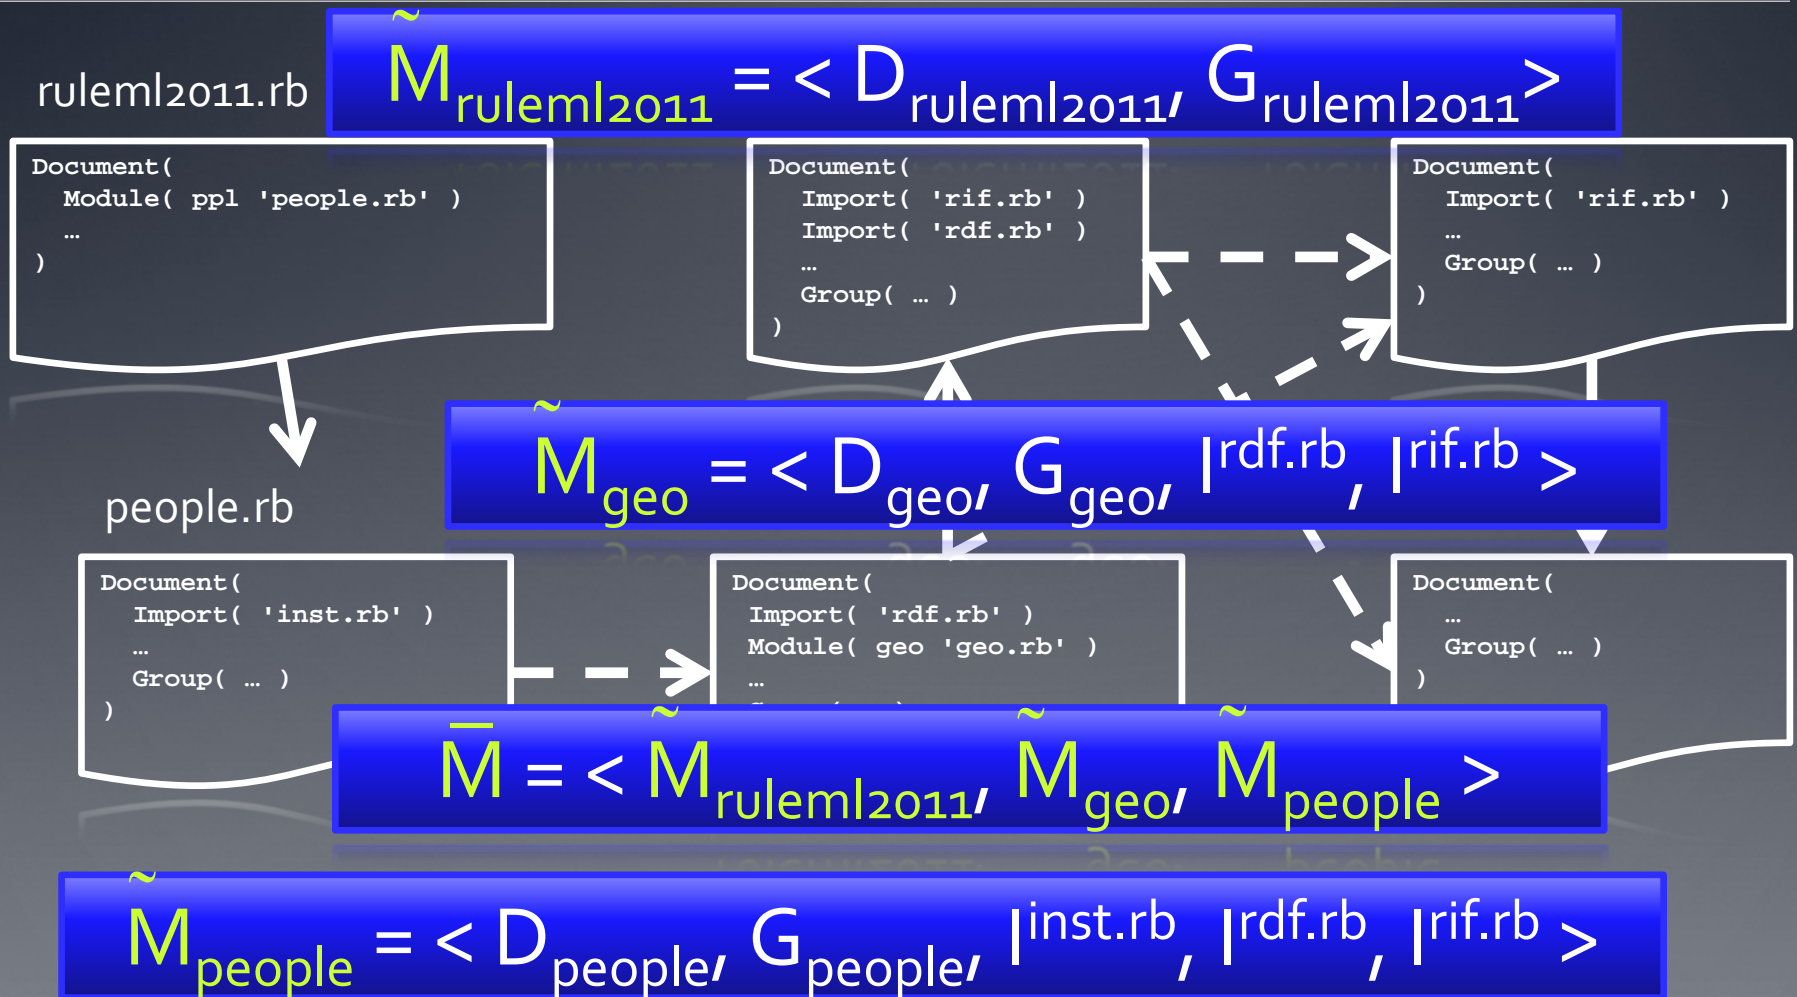 M̃ruleml2011 = < Druleml2011, Gruleml2011>
ruleml2011.rb
Document(
Module( ppl 'people.rb' )
…
)
Document(
Import( 'rif.rb' )
Import( 'rdf.rb' )
…
Group( … )
)
Document(
Import( 'rif.rb' )
…
Group( … )
)
M̃geo = < Dgeo, Ggeo, Irdf.rb, Irif.rb >
people.rb
Document(
Import( 'inst.rb' )
…
Group( … )
)
Document(
Import( 'rdf.rb' )
Module( geo 'geo.rb' )
…
Document(
…
Group( … )
)
M̅ = < M̃ruleml2011, M̃geo, M̃people >
M̃people = < Dpeople, Gpeople, Iinst.rb, Irdf.rb, Irif.rb >